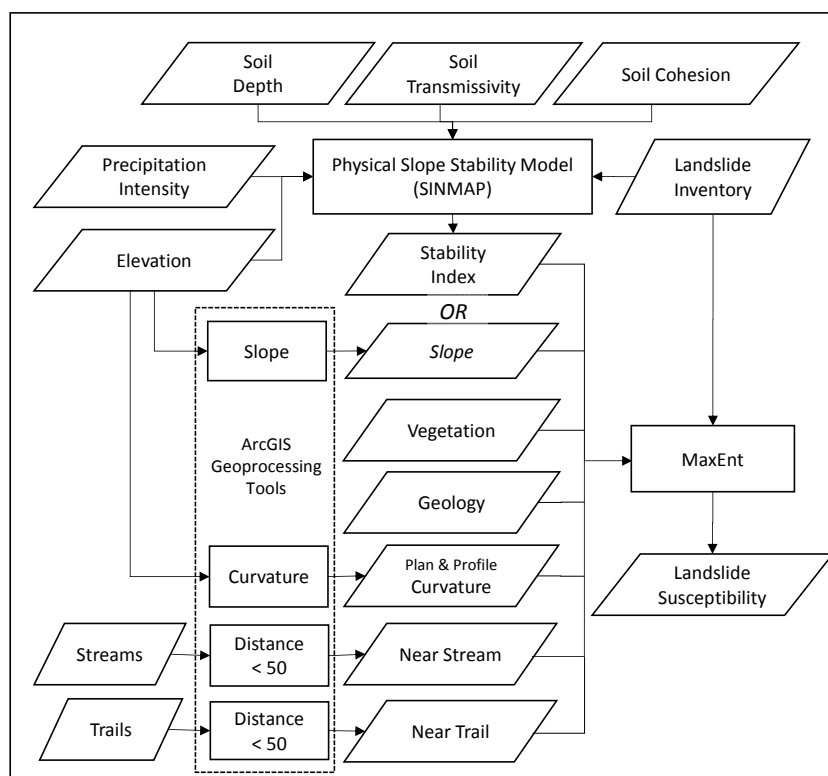 Soil
Depth
Soil
Transmissivity
Soil Cohesion
Precipitation
Intensity
Physical Slope Stability Model
(SINMAP)
Landslide
Inventory
Elevation
Stability
Index
OR
Slope
Slope
Vegetation
ArcGIS
Geoprocessing
Tools
MaxEnt
Geology
Curvature
Plan & Profile
Curvature
Landslide
Susceptibility
Streams
Distance
< 50
Near Stream
Trails
Distance
< 50
Near Trail